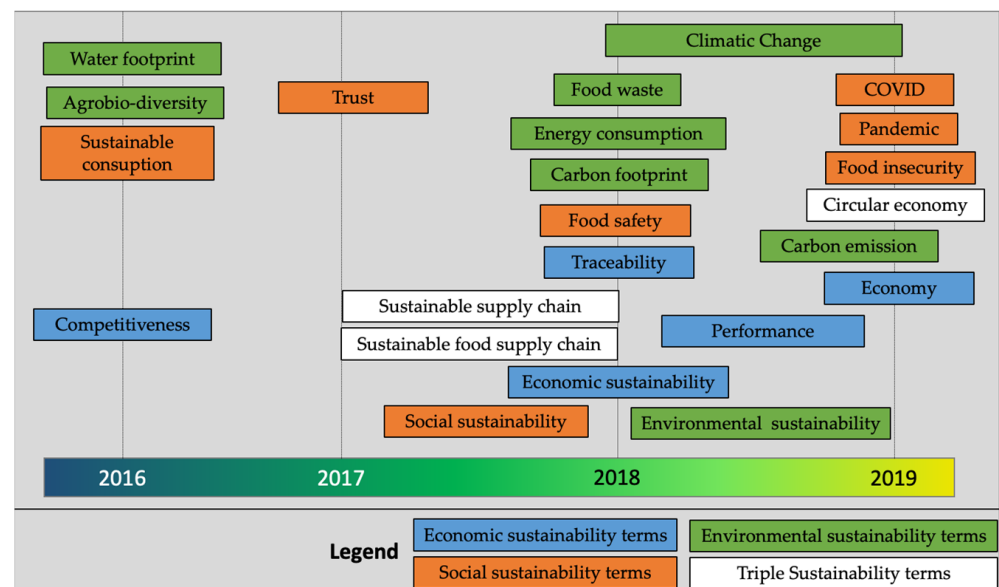 Climatic Change
Water footprint
Food waste
COVID
Trust
Agrobio-diversity
Pandemic
Energy consumption
Sustainable
consuption
Food insecurity
Carbon footprint
Circular economy
Food safety
Carbon emission
Traceability
Economy
Sustainable supply chain
Competitiveness
Performance
Sustainable food supply chain
Economic sustainability
Social sustainability
Environmental sustainability
2016 2017 2018 2019
Legend
Economic sustainability terms
Environmental sustainability terms
Social sustainability terms
Triple Sustainability terms